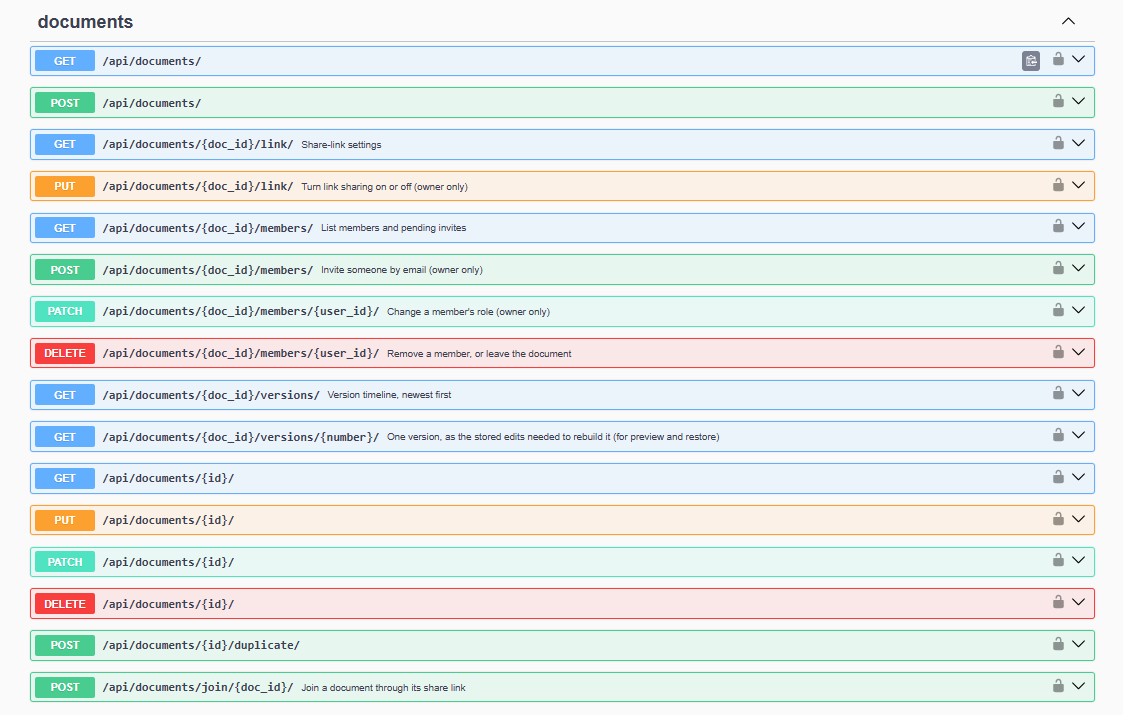 documents
GET /api/documents/
POST /api/documents/
GET /api/documents/{doc_id}/link/ Share-link settings
PUT /api/documents/{doc_id}/link/ Turn link sharing on or off (owner only)
GET /api/documents/{doc_id}/members/ List members and pending invites
POST /api/documents/{doc_id}/members/ Invite someone by email (owner only)
PATCH /api/documents/{doc_id}/members/{user_id}/ Change a member's role (owner only)
DELETE /api/documents/{doc_id}/members/{user_id}/ Remove a member, or leave the document
GET /api/documents/{doc_id}/versions/ Version timeline, newest first
GET /api/documents/{doc_id}/versions/{number}/ One version, as the stored edits needed to rebuild it (for preview and restore)
GET /api/documents/{id}/
PUT /api/documents/{id}/
PATCH /api/documents/{id}/
DELETE /api/documents/{id}/
POST /api/documents/{id}/duplicate/
POST /api/documents/join/{doc_id}/ Join a document through its share link